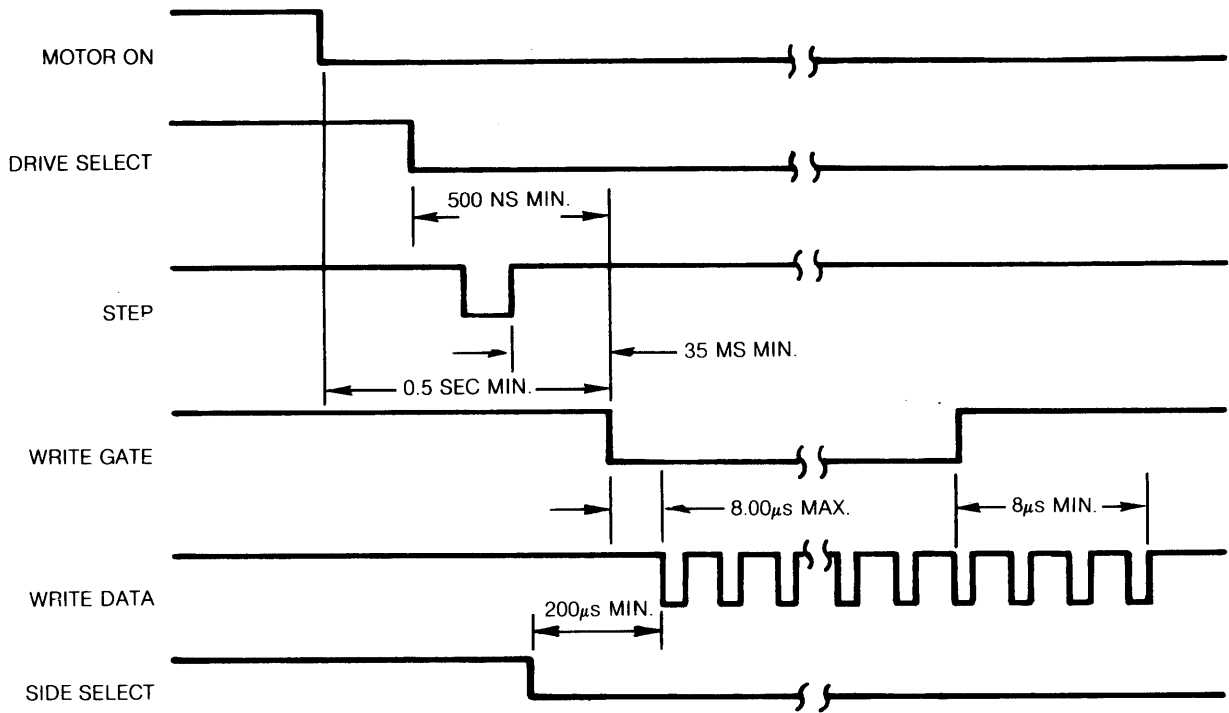 MOTOR ON
DRIVE SELECT
500 NS MIN.
STEP
35 MS MIN.
0.5 SEC MIN.
WRITE GATE
8.00µs MAX.
8µs MIN.
WRITE DATA
200µs MIN.
SIDE SELECT